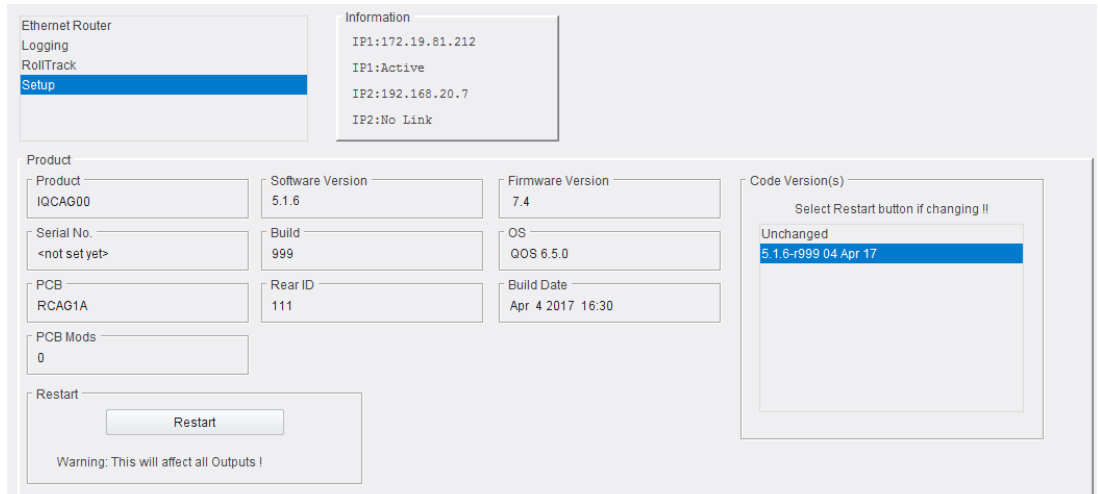 Ethernet Router
Logging
RollTrack
Setup
Information
IP1:172.19.81.212
IP1:Active
IP2:192.168.20.7
IP2:No Link
Product
Product
IQCAG00
Software Version
5.1.6
Firmware Version
7.4
Serial No.
<not set yet>
Build
999
OS
QOS 6.5.0
PCB
RCAG1A
Rear ID
111
Build Date
Apr 4 2017 16:30
PCB Mods
0
Code Version(s)
Select Restart button if changing !!
Unchanged
5.1.6-r999 04 Apr 17
Restart
Restart
Warning: This will affect all Outputs !